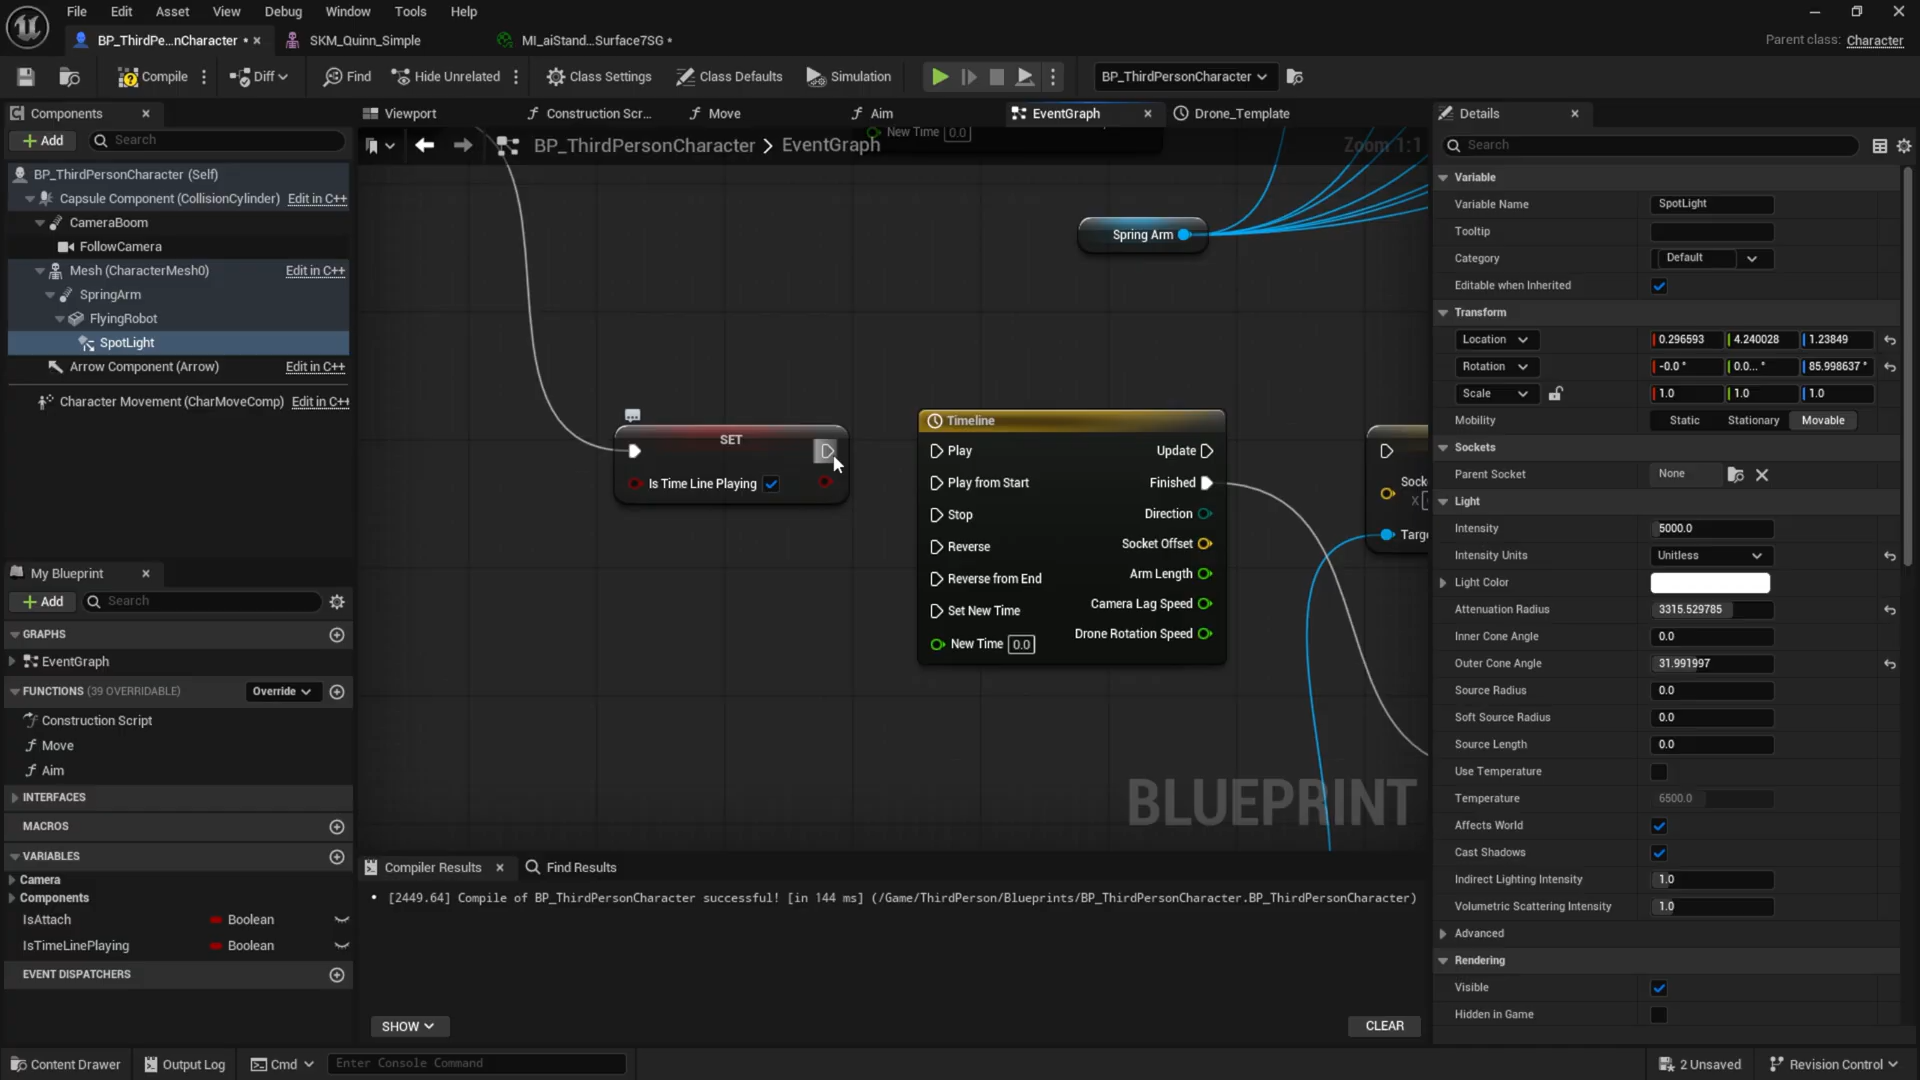 File Edit Asset View Debug Window Tools Help
BP_ThirdPe...nCharacter •
SKM_Quinn_Simple
MI_aiStand...Surface7SG •
Parent class: Character
Compile
Diff
Find
Hide Unrelated
Class Settings
Class Defaults
Simulation
BP_ThirdPersonCharacter
Components
Add
Search
BP_ThirdPersonCharacter (Self)
Capsule Component (CollisionCylinder) Edit in C++
CameraBoom
FollowCamera
Mesh (CharacterMesh0) Edit in C++
SpringArm
FlyingRobot
SpotLight
Arrow Component (Arrow) Edit in C++
Character Movement (CharMoveComp) Edit in C++
My Blueprint
Add
Search
GRAPHS
EventGraph
FUNCTIONS (39 OVERRIDABLE) Override
Construction Script
Move
Aim
INTERFACES
MACROS
VARIABLES
Camera
Components
IsAttach Boolean
IsTimeLinePlaying Boolean
EVENT DISPATCHERS
Viewport
Construction Scr...
Move
Aim
EventGraph
Drone_Template
New Time 0.0
BP_ThirdPersonCharacter > EventGraph
Zoom 1:1
Spring Arm
SET
Is Time Line Playing
Timeline
Play Update
Play from Start Finished
Stop Direction
Reverse Socket Offset
Reverse from End Arm Length
Set New Time Camera Lag Speed
New Time 0.0 Drone Rotation Speed
Sock
X
Targe
BLUEPRINT
Compiler Results
Find Results
[2449.64] Compile of BP_ThirdPersonCharacter successful! [in 144 ms] (/Game/ThirdPerson/Blueprints/BP_ThirdPersonCharacter.BP_ThirdPersonCharacter)
SHOW
CLEAR
Details
Search
Variable
Variable Name SpotLight
Tooltip
Category Default
Editable when Inherited
Transform
Location 0.296593 4.240028 1.23849
Rotation -0.0 ° 0.0... ° 85.998637 °
Scale 1.0 1.0 1.0
Mobility Static Stationary Movable
Sockets
Parent Socket None
Light
Intensity 5000.0
Intensity Units Unitless
Light Color
Attenuation Radius 3315.529785
Inner Cone Angle 0.0
Outer Cone Angle 31.991997
Source Radius 0.0
Soft Source Radius 0.0
Source Length 0.0
Use Temperature
Temperature 6500.0
Affects World
Cast Shadows
Indirect Lighting Intensity 1.0
Volumetric Scattering Intensity 1.0
Advanced
Rendering
Visible
Hidden in Game
Content Drawer
Output Log
Cmd
Enter Console Command
2 Unsaved
Revision Control